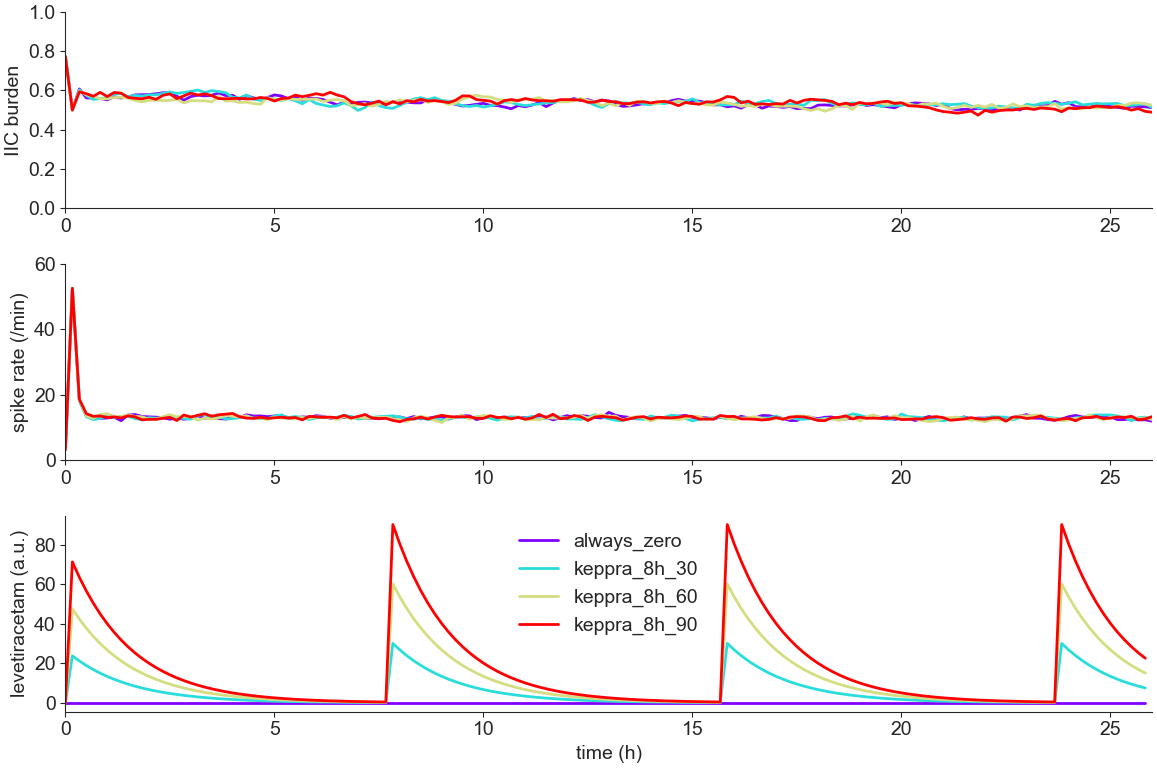 1.0
0.8
0.6
0.4
0.2
0.0
IIC burden
0 5 10 15 20 25
60
40
20
0
spike rate (/min)
0 5 10 15 20 25
80
60
40
20
0
levetiracetam (a.u.)
always_zero
keppra_8h_30
keppra_8h_60
keppra_8h_90
0 5 10 15 20 25
time (h)